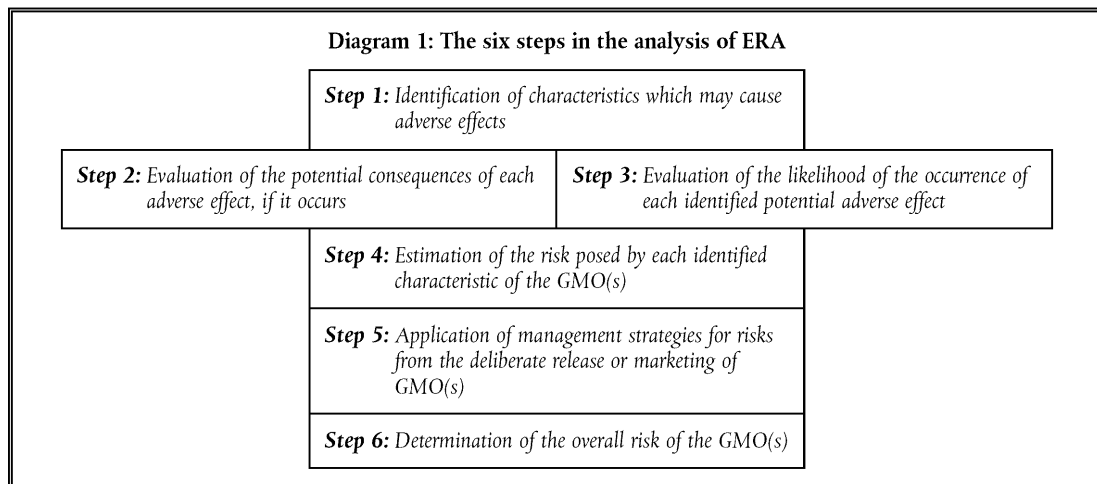 Diagram 1: The six steps in the analysis of ERA
Step 1: Identification of characteristics which may cause
adverse effects
Step 2: Evaluation of the potential consequences of each
adverse effect, if it occurs
Step 3: Evaluation of the likelihood of the occurrence of
each identified potential adverse effect
Step 4: Estimation of the risk posed by each identified
characteristic of the GMO(s)
Step 5: Application of management strategies for risks
from the deliberate release or marketing of
GMO(s)
Step 6: Determination of the overall risk of the GMO(s)